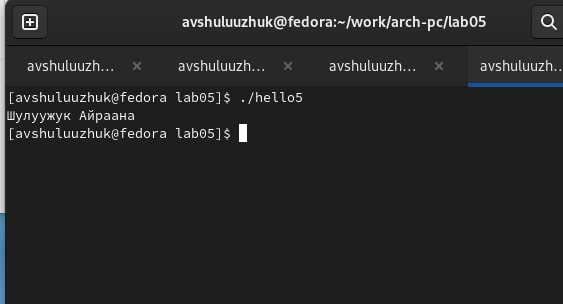 avshuluuzhuk@fedora:~/work/arch-pc/lab05
avshuluuzh... × avshuluuzh... × avshuluuzh... × avshuluuzh...
[avshuluuzhuk@fedora lab05]$ ./hello5
Шулуужук Айраана
[avshuluuzhuk@fedora lab05]$